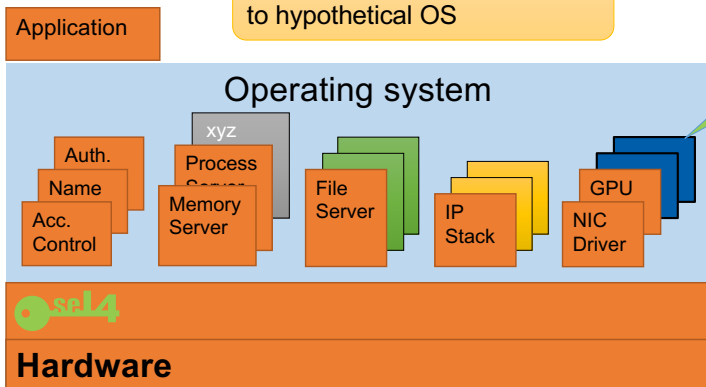 to hypothetical OS
Application
Operating system
xyz
Auth.
Name
Acc.
Control
Process
Server
Memory
Server
File
Server
IP
Stack
GPU
NIC
Driver
seL4
Hardware